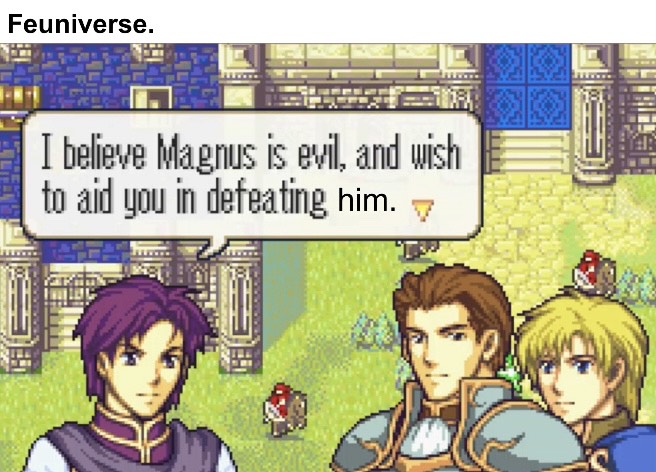 Feuniverse.
I believe Magnus is evil, and wish
to aid you in defeating him.